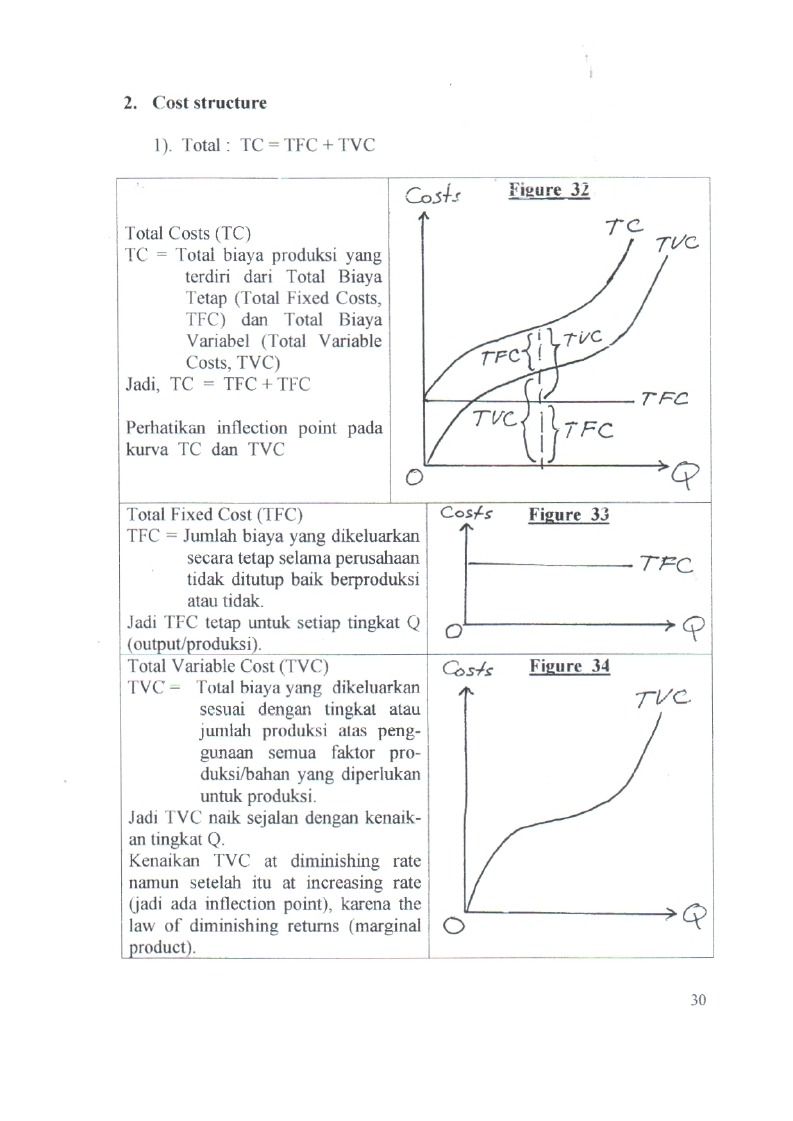 2. Cost structure
1). Total : TC = TFC + TVC
Total Costs (TC)
TC = Total biaya produksi yang
terdiri dari Total Biaya
Tetap (Total Fixed Costs,
TFC) dan Total Biaya
Variabel (Total Variable
Costs, TVC)
Jadi, TC = TFC + TFC
Perhatikan inflection point pada
kurva TC dan TVC
Costs Figure 32
TC
TVC
TFC TVC
TFC
TVC TFC
O Q
Total Fixed Cost (TFC)
TFC = Jumlah biaya yang dikeluarkan
secara tetap selama perusahaan
tidak ditutup baik berproduksi
atau tidak.
Jadi TFC tetap untuk setiap tingkat Q
(output/produksi).
Costs Figure 33
TFC
O Q
Total Variable Cost (TVC)
TVC = Total biaya yang dikeluarkan
sesuai dengan tingkat atau
jumlah produksi atas peng-
gunaan semua faktor pro-
duksi/bahan yang diperlukan
untuk produksi.
Jadi TVC naik sejalan dengan kenaik-
an tingkat Q.
Kenaikan TVC at diminishing rate
namun setelah itu at increasing rate
(jadi ada inflection point), karena the
law of diminishing returns (marginal
product).
Costs Figure 34
TVC
O Q
30